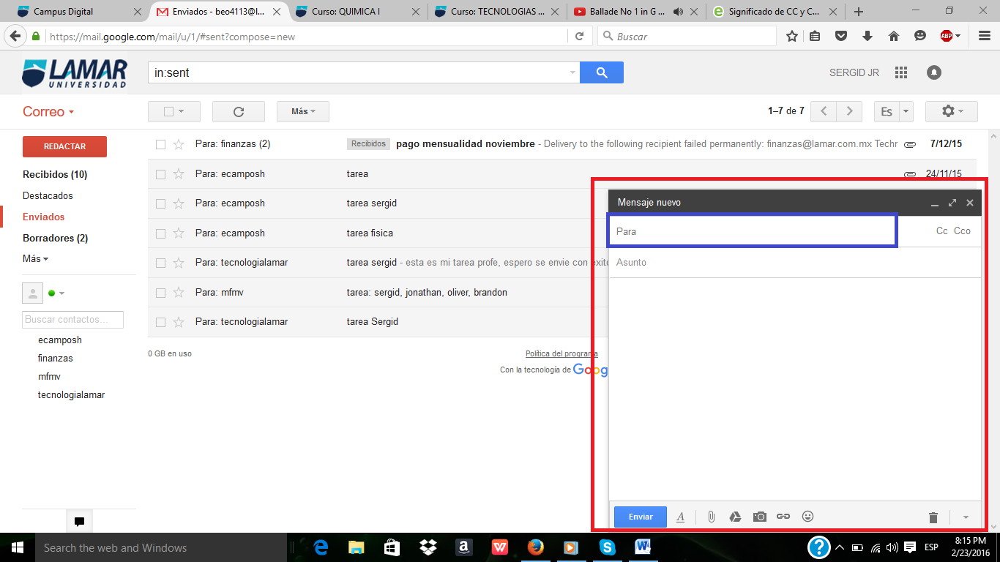 Campus Digital
Enviados - beo4113@l...
Curso: QUIMICA I
Curso: TECNOLOGIAS ...
Ballade No 1 in G ...
Significado de CC y C...
https://mail.google.com/mail/u/1/#sent?compose=new
Buscar
ABP
LAMAR
UNIVERSIDAD
in:sent
SERGID JR
Correo
Más
1–7 de 7
Es
REDACTAR
Para: finanzas (2) Recibidos pago mensualidad noviembre - Delivery to the following recipient failed permanently: finanzas@lamar.com.mx Techr 7/12/15
Recibidos (10)
Para: ecamposh tarea 24/11/15
Destacados
Para: ecamposh tarea sergid
Enviados
Para: ecamposh tarea fisica
Borradores (2)
Para: tecnologialamar tarea sergid - esta es mi tarea profe, espero se envie con exito
Más
Para: mfmv tarea: sergid, jonathan, oliver, brandon
Para: tecnologialamar tarea Sergid
Buscar contactos...
ecamposh
finanzas
mfmv
tecnologialamar
0 GB en uso
Política del programa
Con la tecnología de Goog
Mensaje nuevo
Para
Cc Cco
Asunto
Enviar
A
Search the web and Windows
ESP
8:15 PM
2/23/2016